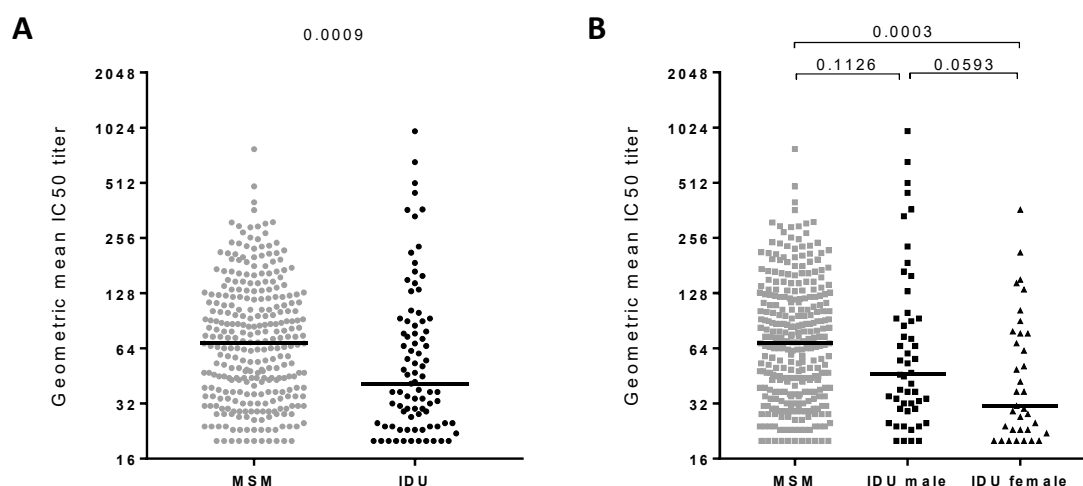 A
0.0009
Geometric mean IC50 titer
2048
1024
512
256
128
64
32
16
MSM
IDU
B
0.0003
0.1126
0.0593
Geometric mean IC50 titer
2048
1024
512
256
128
64
32
16
MSM
IDU male
IDU female